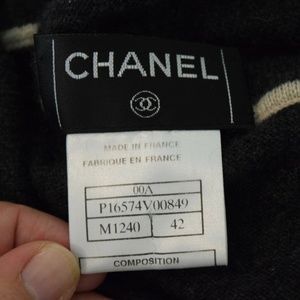 CHANEL
MADE IN FRANCE
FABRIQUE EN FRANCE
00A
P16574V00849
M1240 42
COMPOSITION